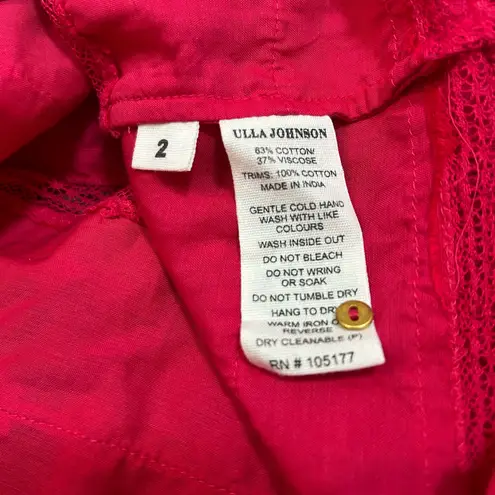 2
ULLA JOHNSON
63% COTTON/
37% VISCOSE
TRIMS: 100% COTTON
MADE IN INDIA
GENTLE COLD HAND
WASH WITH LIKE
COLOURS
WASH INSIDE OUT
DO NOT BLEACH
DO NOT WRING
OR SOAK
DO NOT TUMBLE DRY
HANG TO DRY
WARM IRON
REVERSE
DRY CLEANABLE (P)
RN # 105177